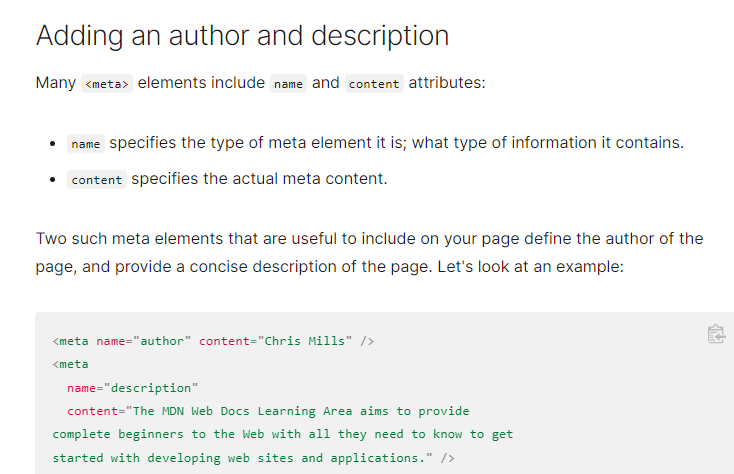 Adding an author and description
Many <meta> elements include name and content attributes:
name specifies the type of meta element it is; what type of information it contains.
content specifies the actual meta content.
Two such meta elements that are useful to include on your page define the author of the
page, and provide a concise description of the page. Let's look at an example:
<meta name="author" content="Chris Mills" />
<meta
name="description"
content="The MDN Web Docs Learning Area aims to provide
complete beginners to the Web with all they need to know to get
started with developing web sites and applications." />